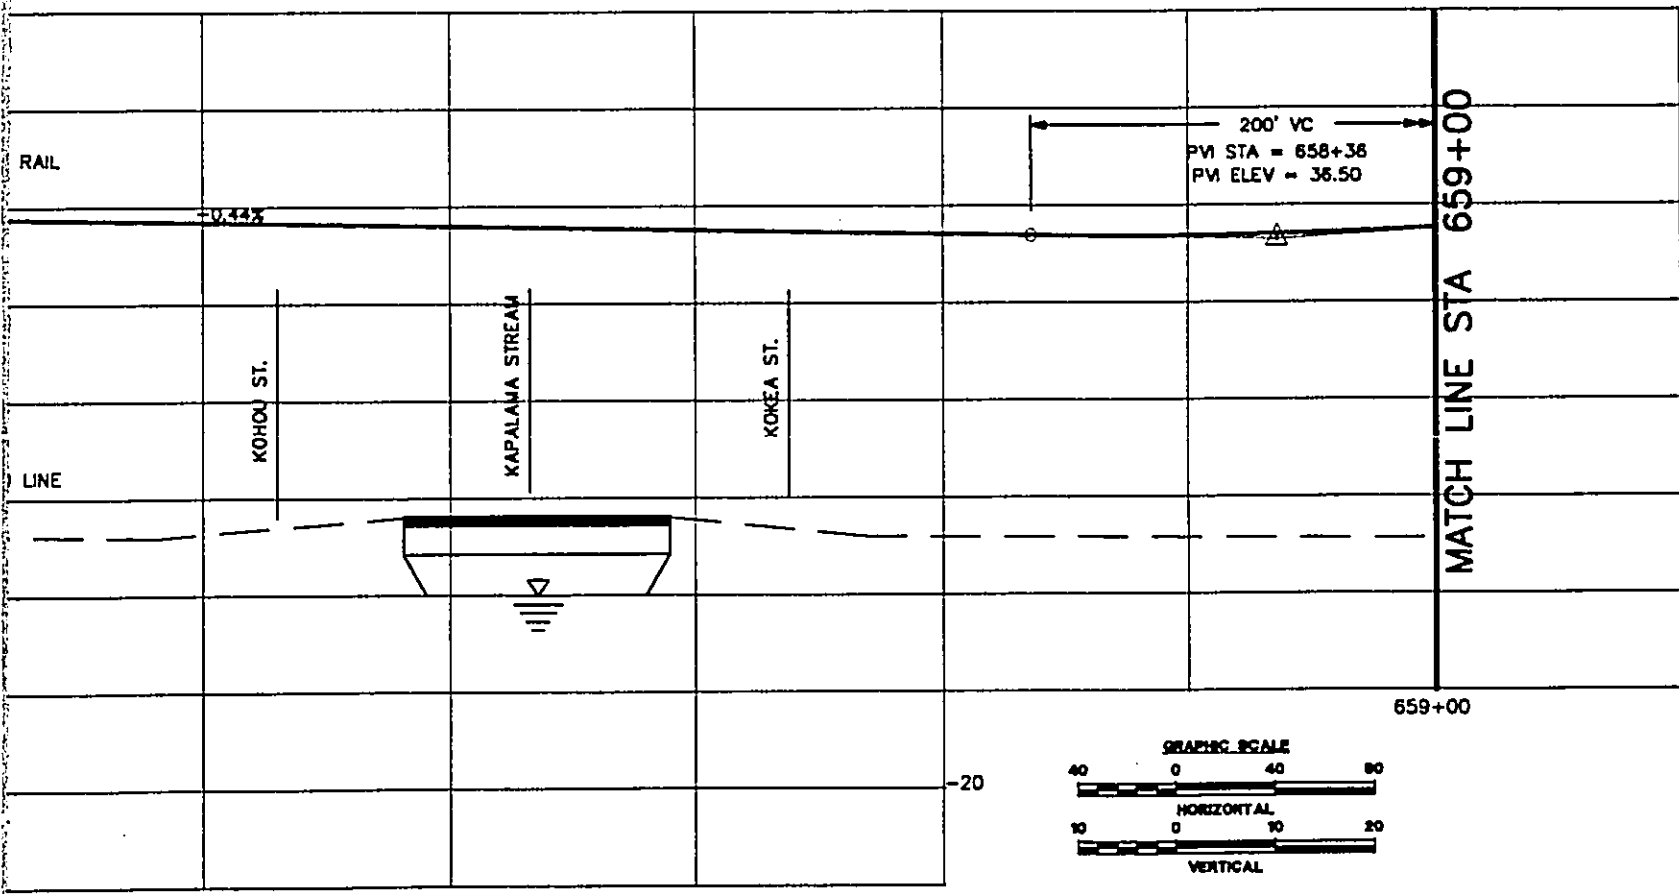 200' VC
PVI STA = 658+36
PVI ELEV = 36.50
RAIL
-0.44%
KOHOU ST.
KAPALAMA STREAM
KOKEA ST.
LINE
MATCH LINE STA 659+00
659+00
-20
GRAPHIC SCALE
40 0 40 80
HORIZONTAL
10 0 10 20
VERTICAL